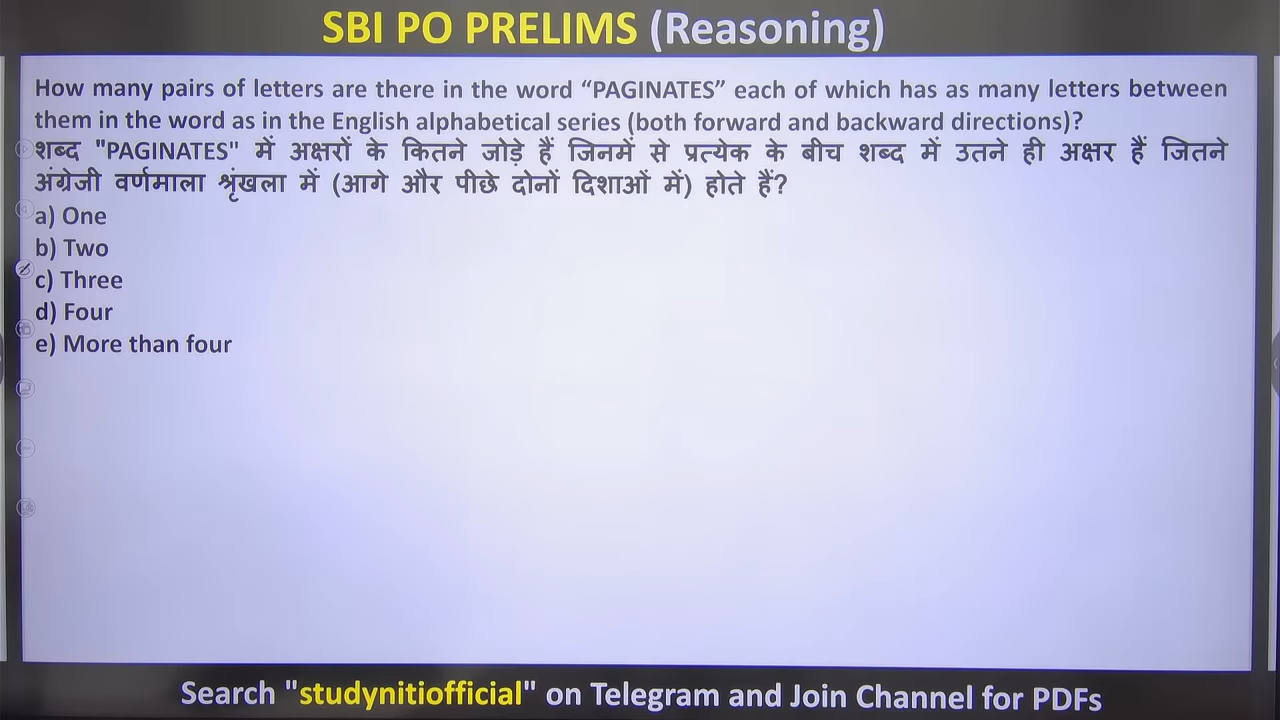 SBI PO PRELIMS (Reasoning)
How many pairs of letters are there in the word “PAGINATES” each of which has as many letters between
them in the word as in the English alphabetical series (both forward and backward directions)?
शब्द "PAGINATES" में अक्षरों के कितने जोड़े हैं जिनमें से प्रत्येक के बीच शब्द में उतने ही अक्षर हैं जितने
अंग्रेजी वर्णमाला श्रृंखला में (आगे और पीछे दोनों दिशाओं में) होते हैं?
a) One
b) Two
c) Three
d) Four
e) More than four
Search "studynitiofficial" on Telegram and Join Channel for PDFs